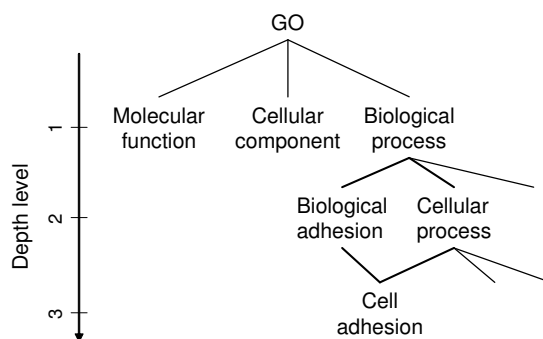 GO
Molecular
function
Cellular
component
Biological
process
Biological
adhesion
Cellular
process
Cell
adhesion
Depth level
1
2
3